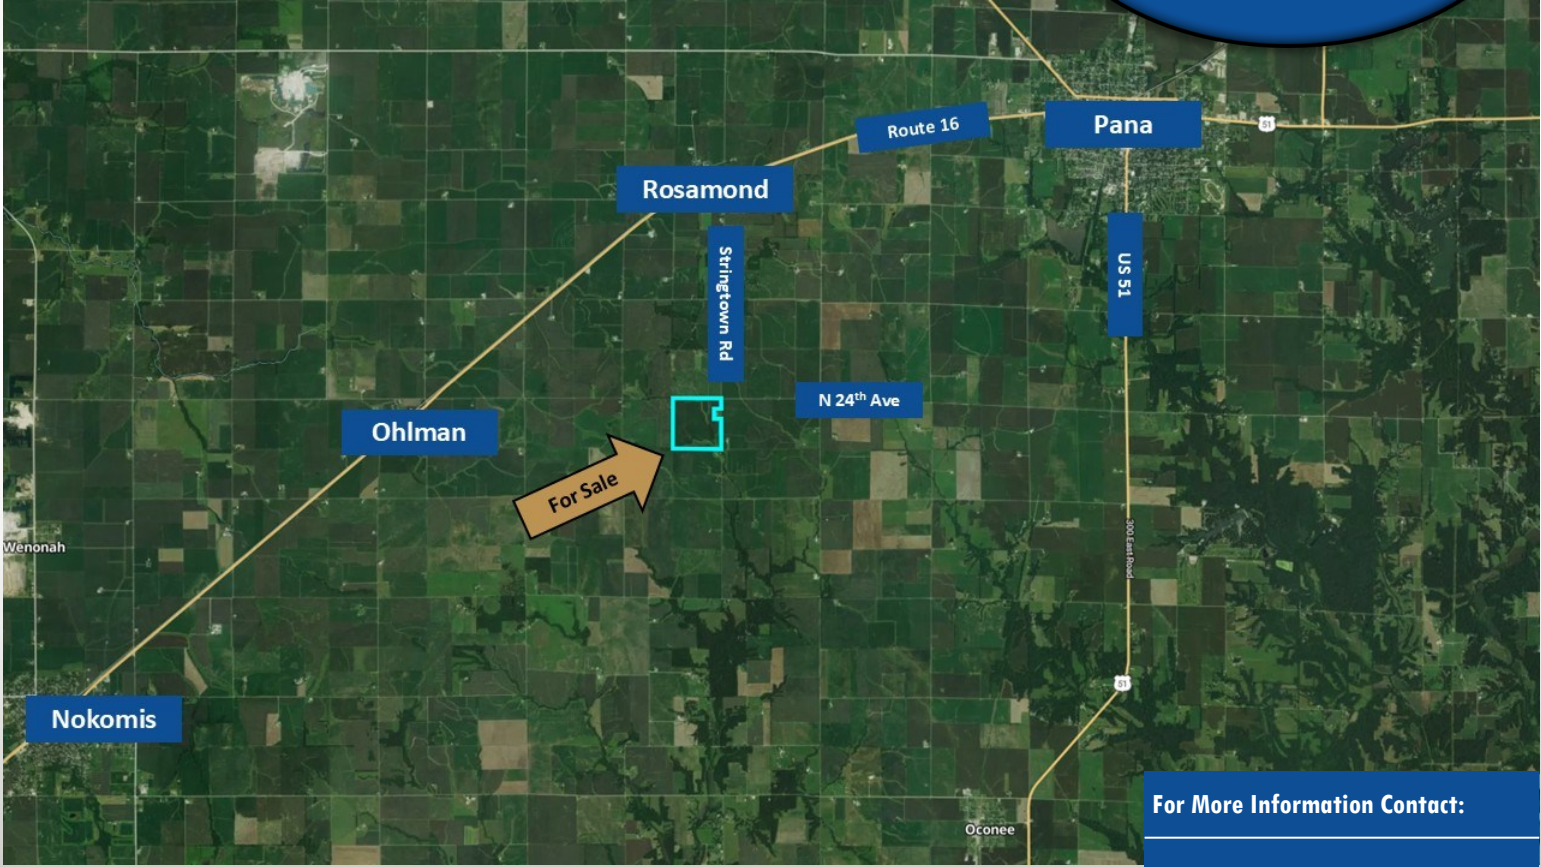 Route 16
Pana
51
Rosamond
Stringtown Rd
US 51
N 24th Ave
Ohlman
For Sale
Wenonah
300 East Road
51
Nokomis
For More Information Contact:
Oconee